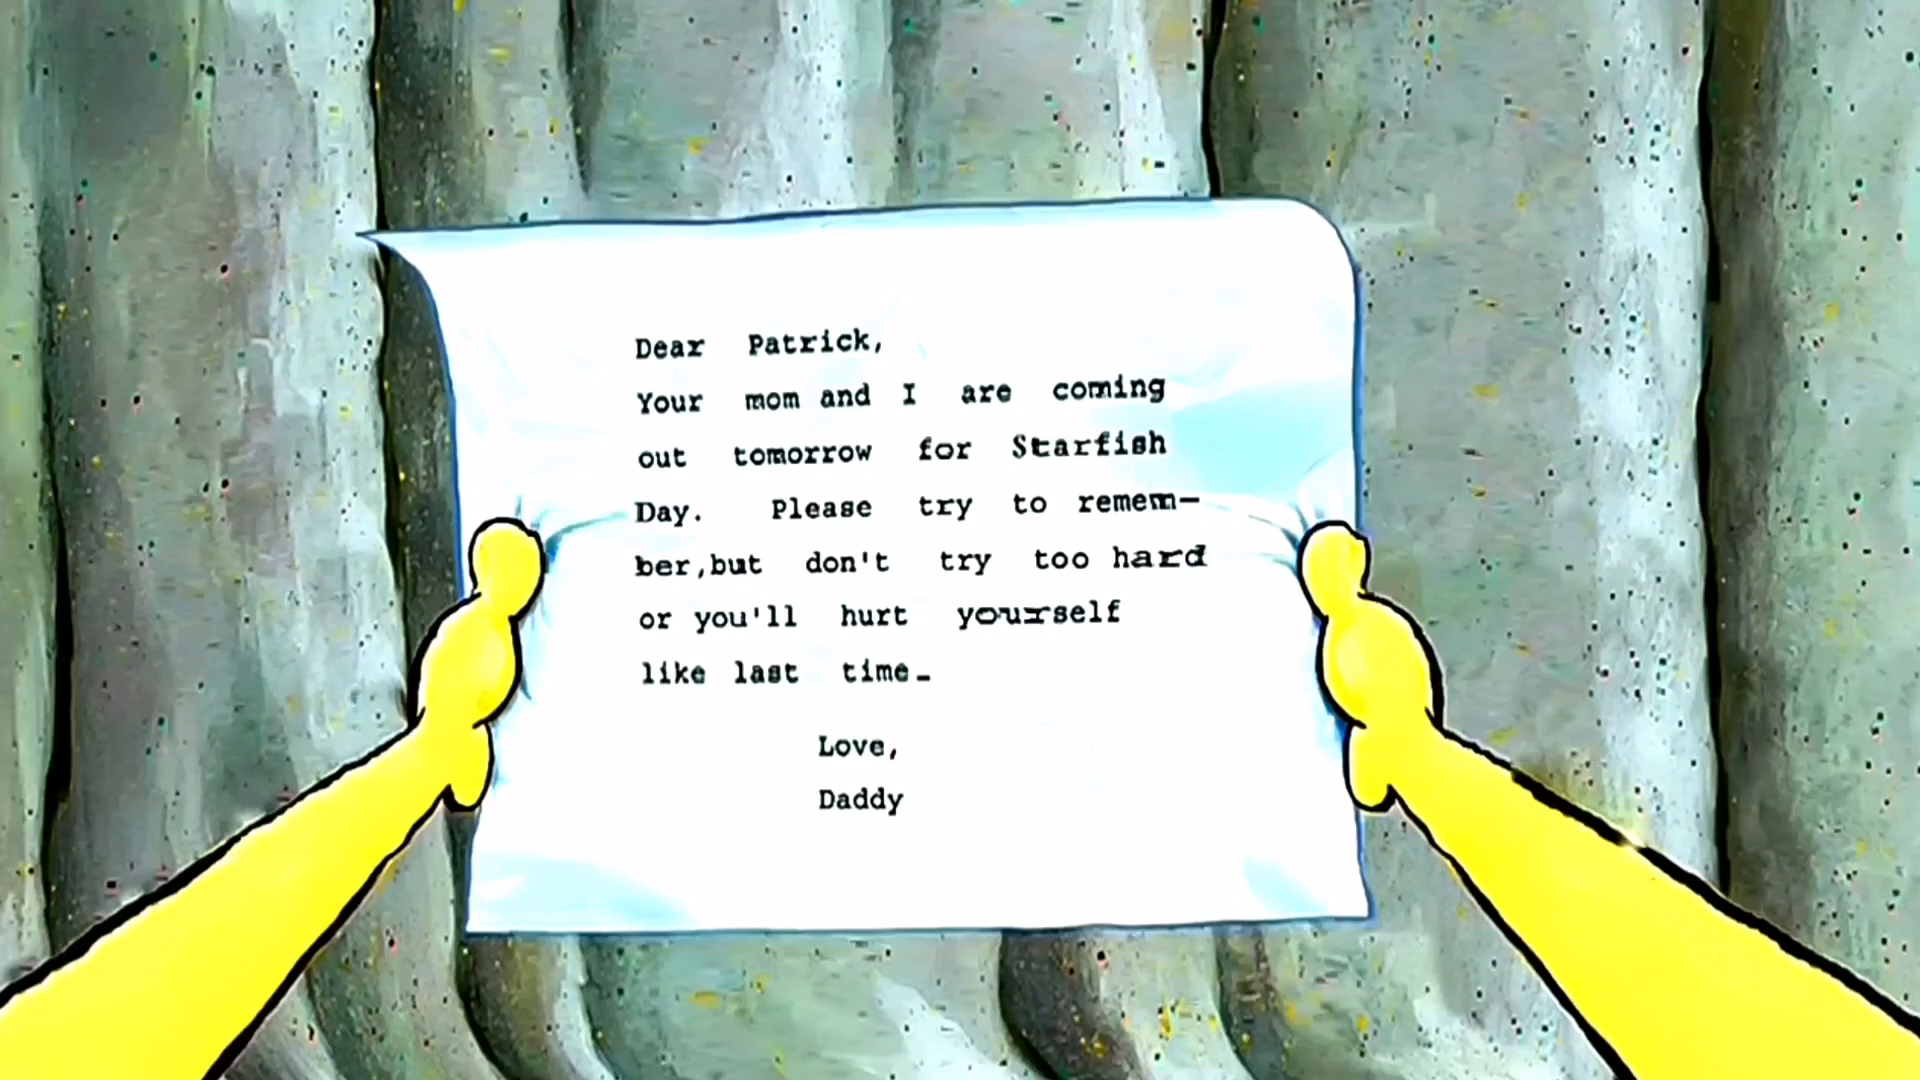 Dear Patrick,
Your mom and I are coming
out tomorrow for Starfish
Day. Please try to remem-
ber,but don't try too hard
or you'll hurt yourself
like last time.
Love,
Daddy